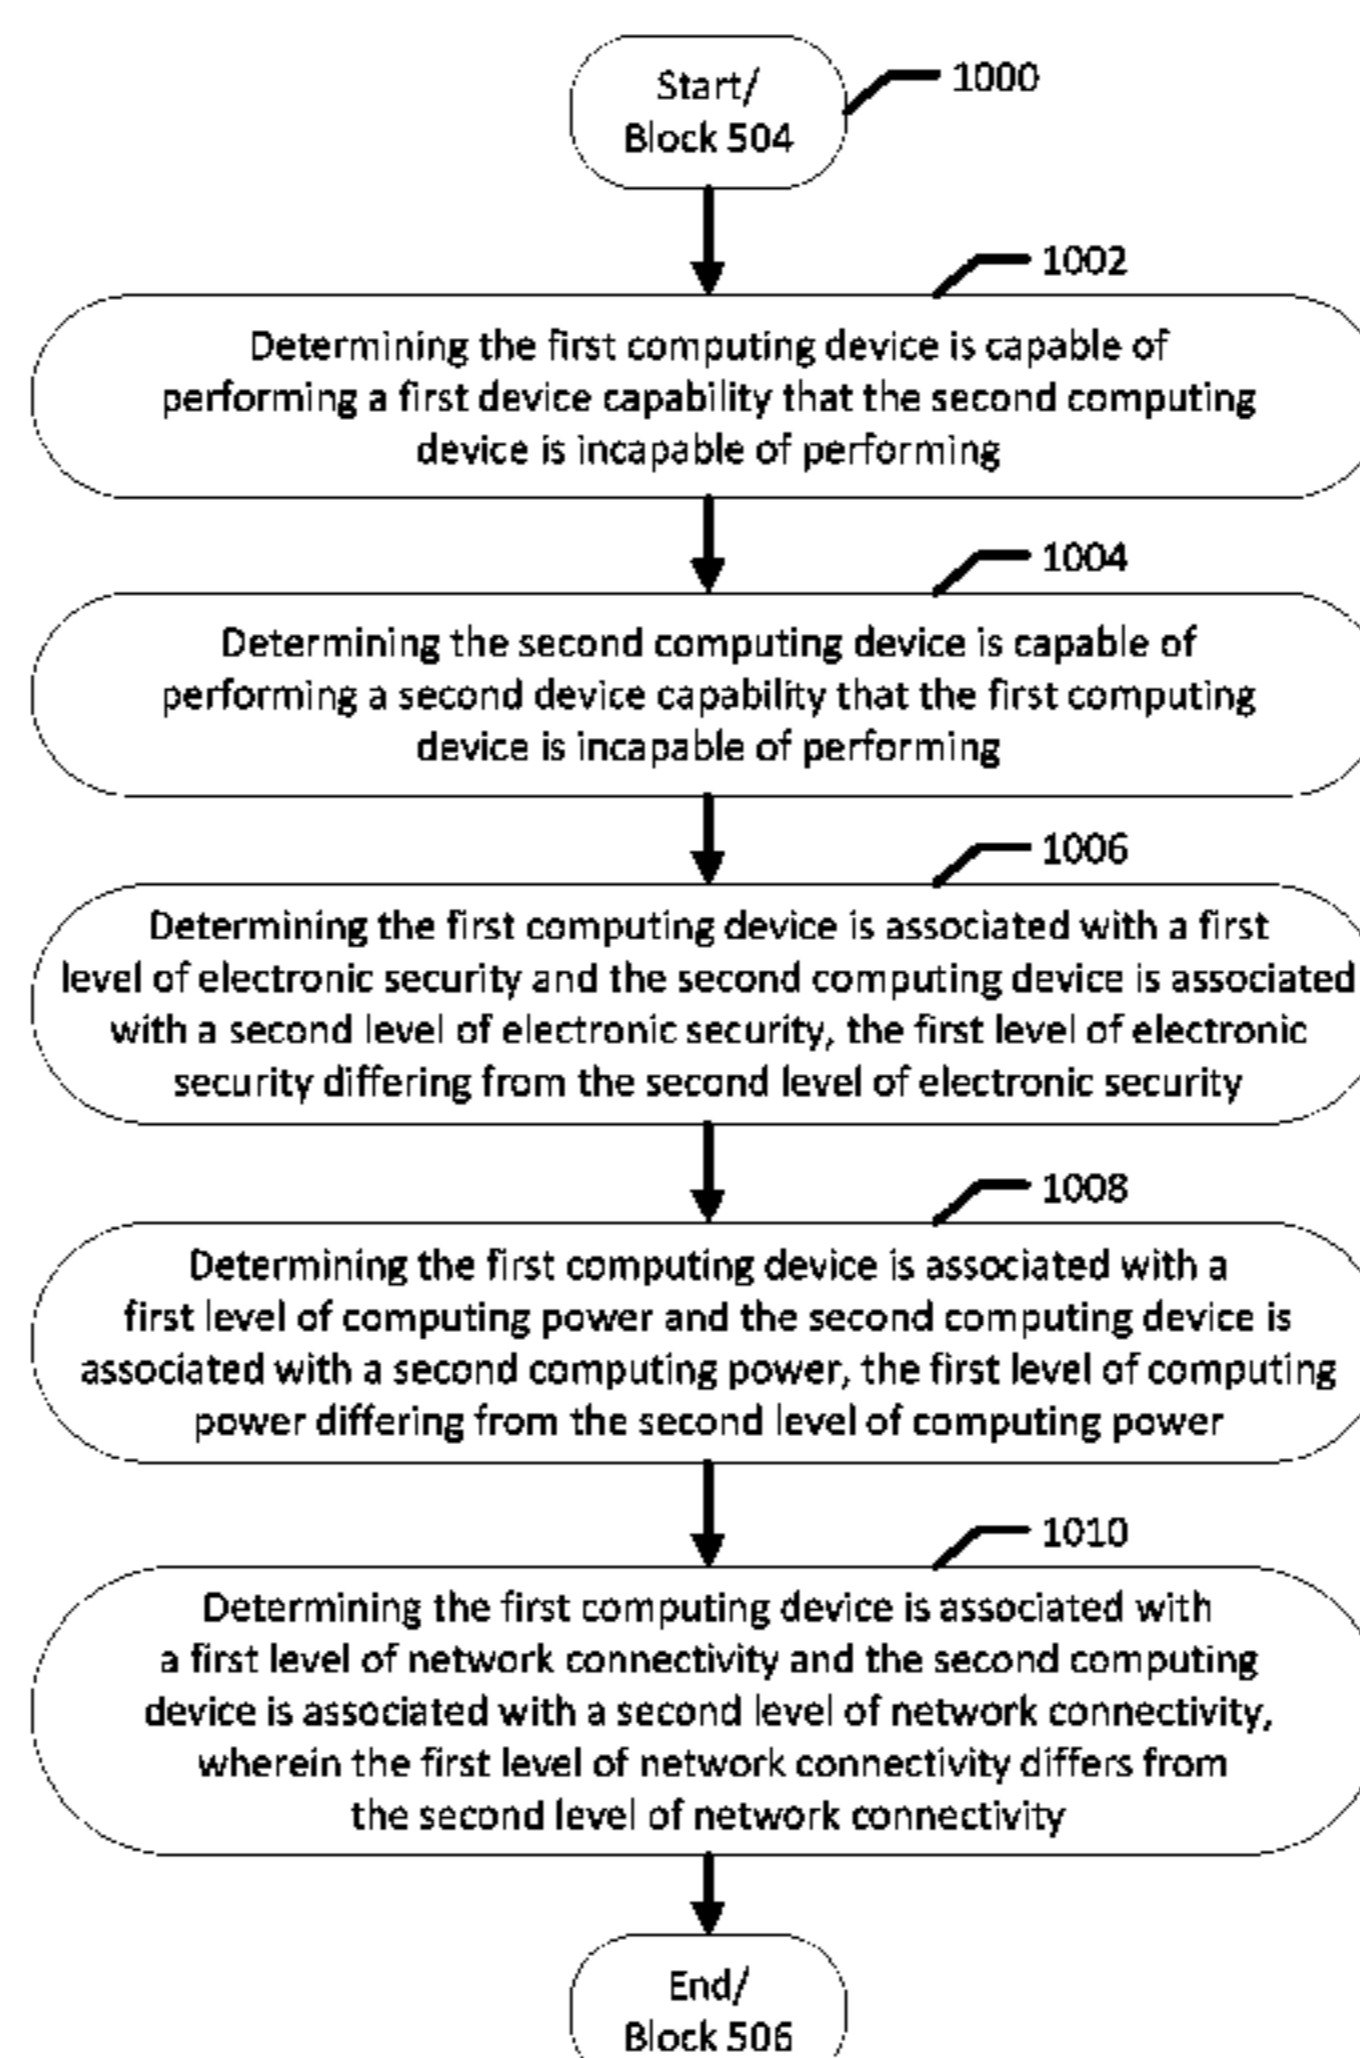 Start/
Block 504
1000
1002
Determining the first computing device is capable of
performing a first device capability that the second computing
device is incapable of performing
1004
Determining the second computing device is capable of
performing a second device capability that the first computing
device is incapable of performing
1006
Determining the first computing device is associated with a first
level of electronic security and the second computing device is associated
with a second level of electronic security, the first level of electronic
security differing from the second level of electronic security
1008
Determining the first computing device is associated with a
first level of computing power and the second computing device is
associated with a second computing power, the first level of computing
power differing from the second level of computing power
1010
Determining the first computing device is associated with
a first level of network connectivity and the second computing
device is associated with a second level of network connectivity,
wherein the first level of network connectivity differs from
the second level of network connectivity
End/
Block 506